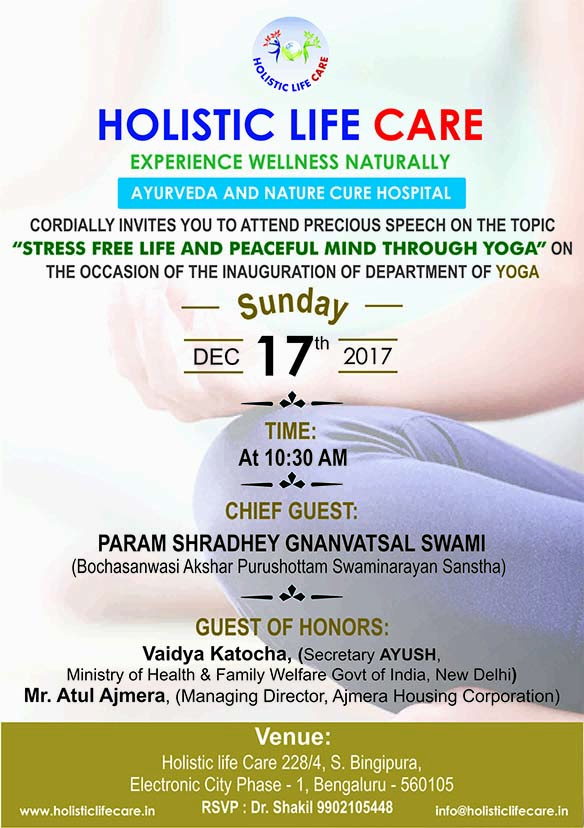 HOLISTIC LIFE CARE
HOLISTIC LIFE CARE
EXPERIENCE WELLNESS NATURALLY
AYURVEDA AND NATURE CURE HOSPITAL
CORDIALLY INVITES YOU TO ATTEND PRECIOUS SPEECH ON THE TOPIC
“STRESS FREE LIFE AND PEACEFUL MIND THROUGH YOGA” ON
THE OCCASION OF THE INAUGURATION OF DEPARTMENT OF YOGA
Sunday
DEC 17th 2017
TIME:
At 10:30 AM
CHIEF GUEST:
PARAM SHRADHEY GNANVATSAL SWAMI
(Bochasanwasi Akshar Purushottam Swaminarayan Sanstha)
GUEST OF HONORS:
Vaidya Katocha, (Secretary AYUSH,
Ministry of Health & Family Welfare Govt of India, New Delhi)
Mr. Atul Ajmera, (Managing Director, Ajmera Housing Corporation)
Venue:
Holistic life Care 228/4, S. Bingipura,
Electronic City Phase - 1, Bengaluru - 560105
www.holisticlifecare.in RSVP : Dr. Shakil 9902105448 info@holisticlifecare.in